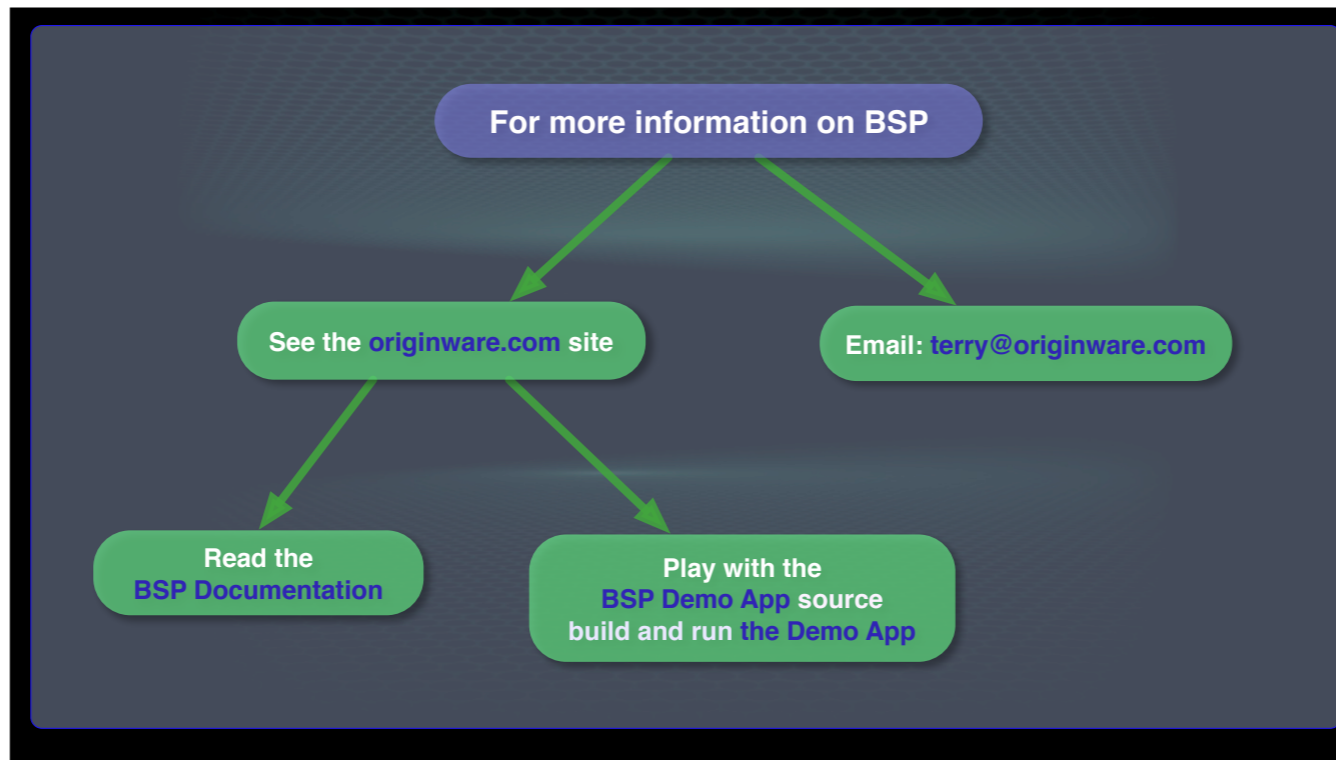 For more information on BSP
See the originware.com site
Email: terry@originware.com
Read the
BSP Documentation
Play with the
BSP Demo App source
build and run the Demo App